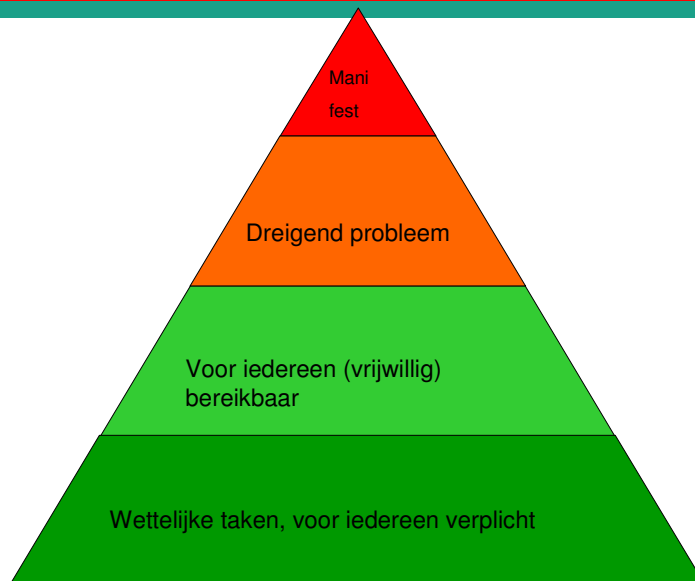 Mani
fest
Dreigend probleem
Voor iedereen (vrijwillig)
bereikbaar
Wettelijke taken, voor iedereen verplicht